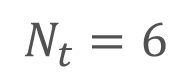 N_t = 6